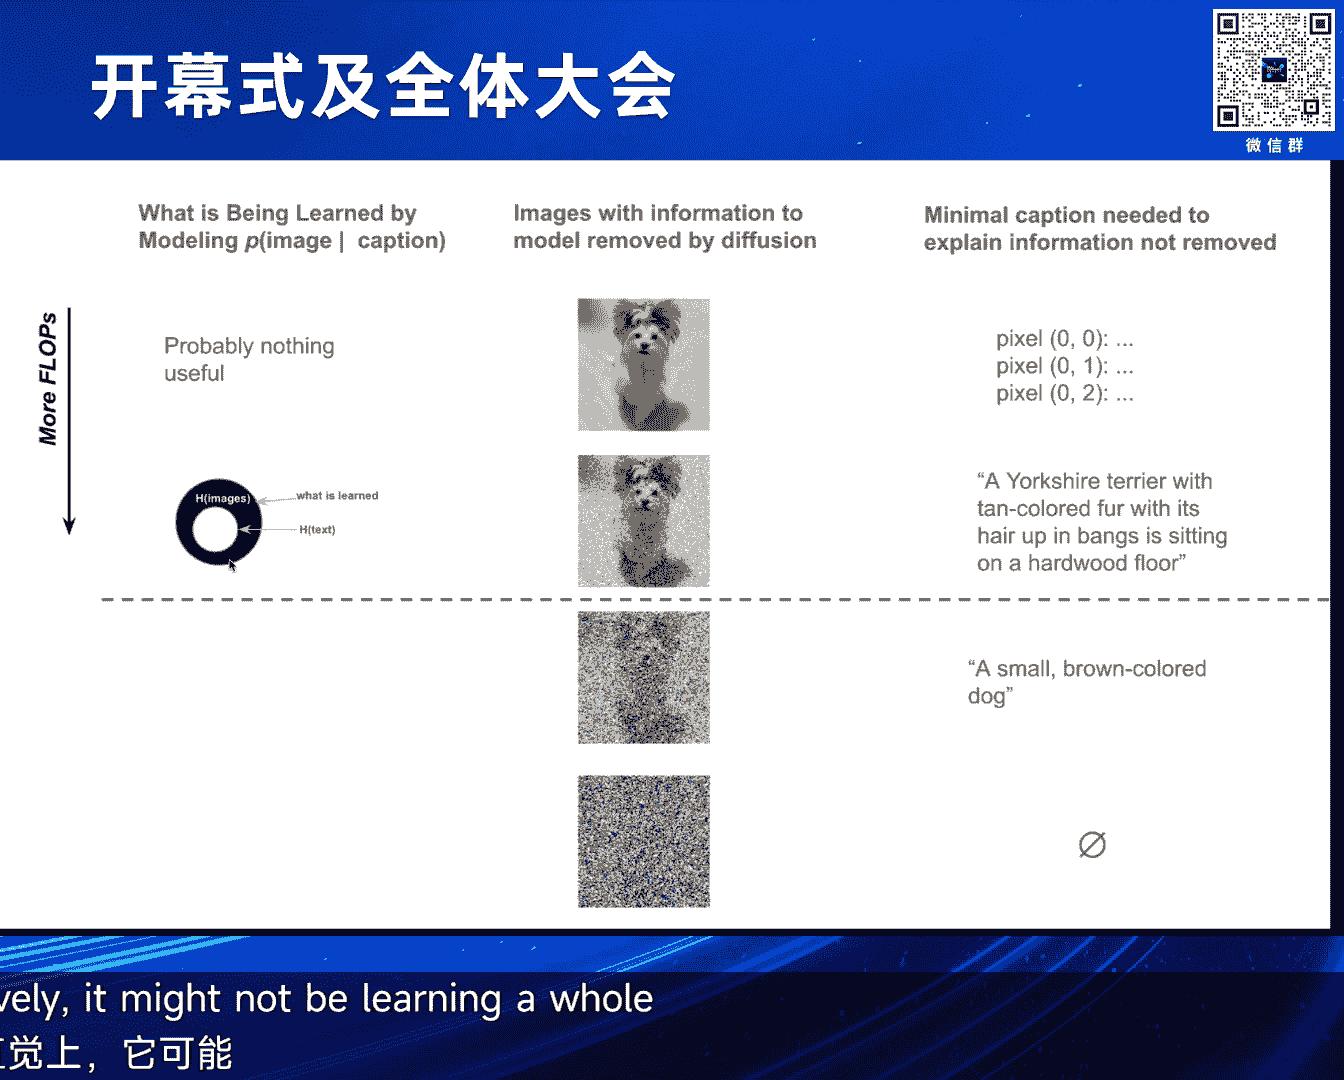 开幕式及全体大会
微信群
What is Being Learned by
Modeling p(image | caption)
Images with information to
model removed by diffusion
Minimal caption needed to
explain information not removed
More FLOPs
Probably nothing
useful
pixel (0, 0): ...
pixel (0, 1): ...
pixel (0, 2): ...
H(images)
what is learned
H(text)
“A Yorkshire terrier with
tan-colored fur with its
hair up in bangs is sitting
on a hardwood floor”
“A small, brown-colored
dog”
∅
vely, it might not be learning a whole
觉上，它可能